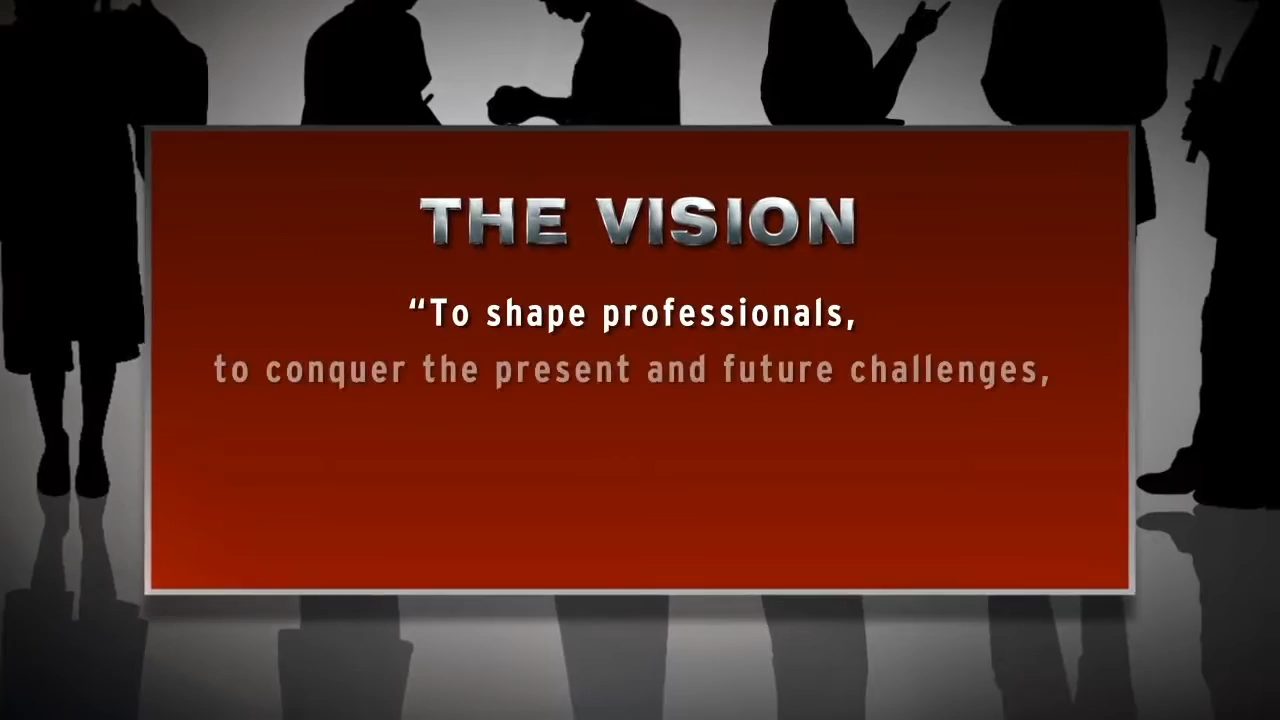 THE VISION
“To shape professionals,
to conquer the present and future challenges,